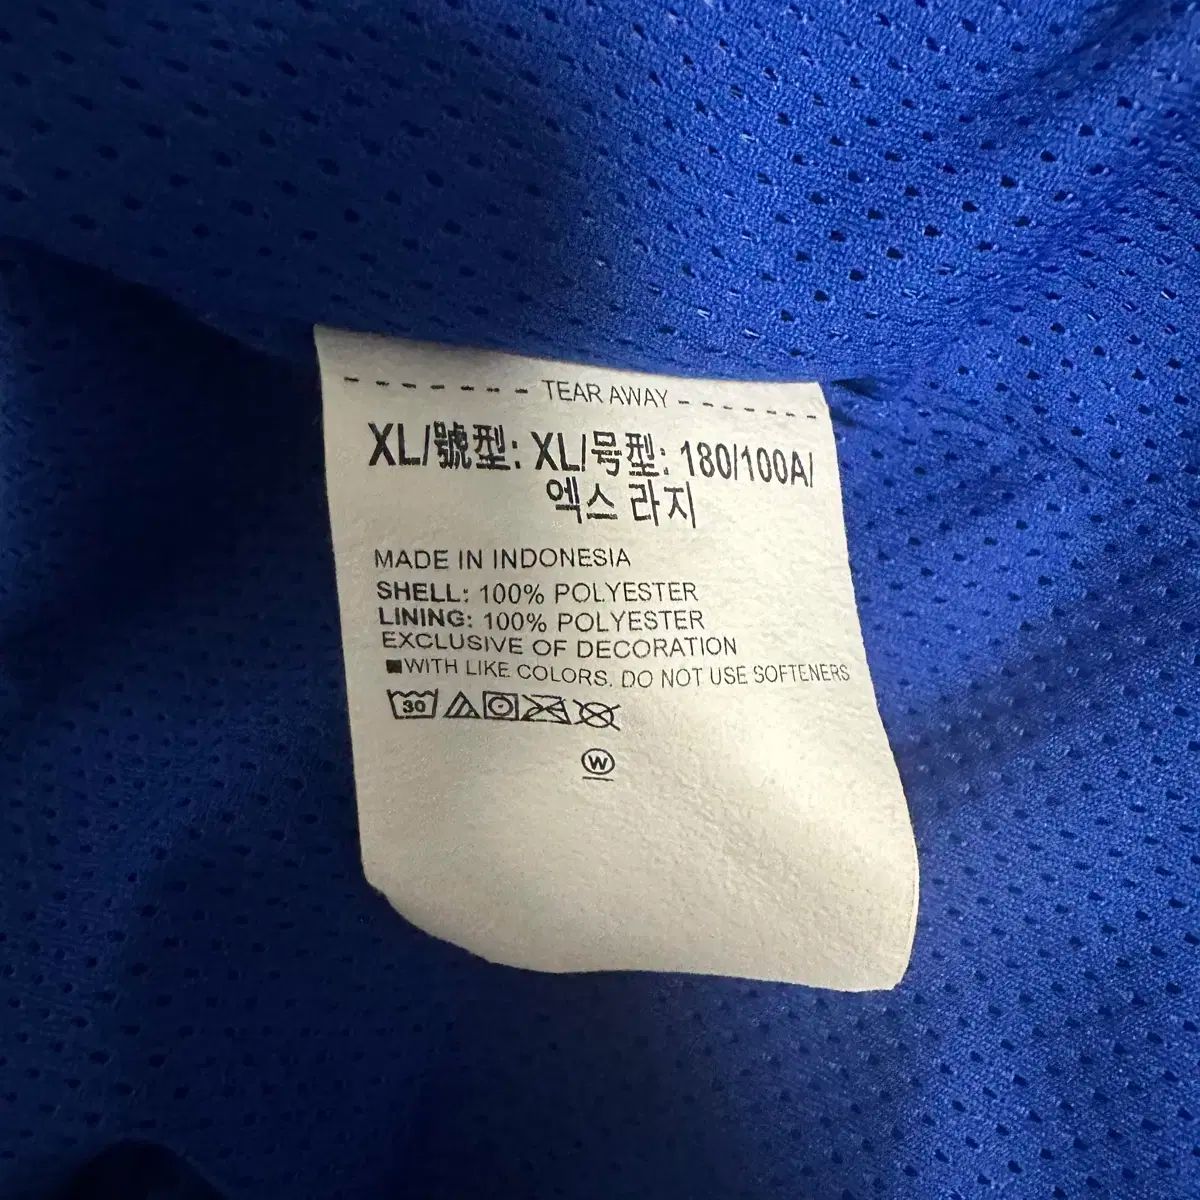 TEAR AWAY
XL/號型: XL/号型: 180/100A/
엑스 라지
MADE IN INDONESIA
SHELL: 100% POLYESTER
LINING: 100% POLYESTER
EXCLUSIVE OF DECORATION
■WITH LIKE COLORS. DO NOT USE SOFTENERS
30
W